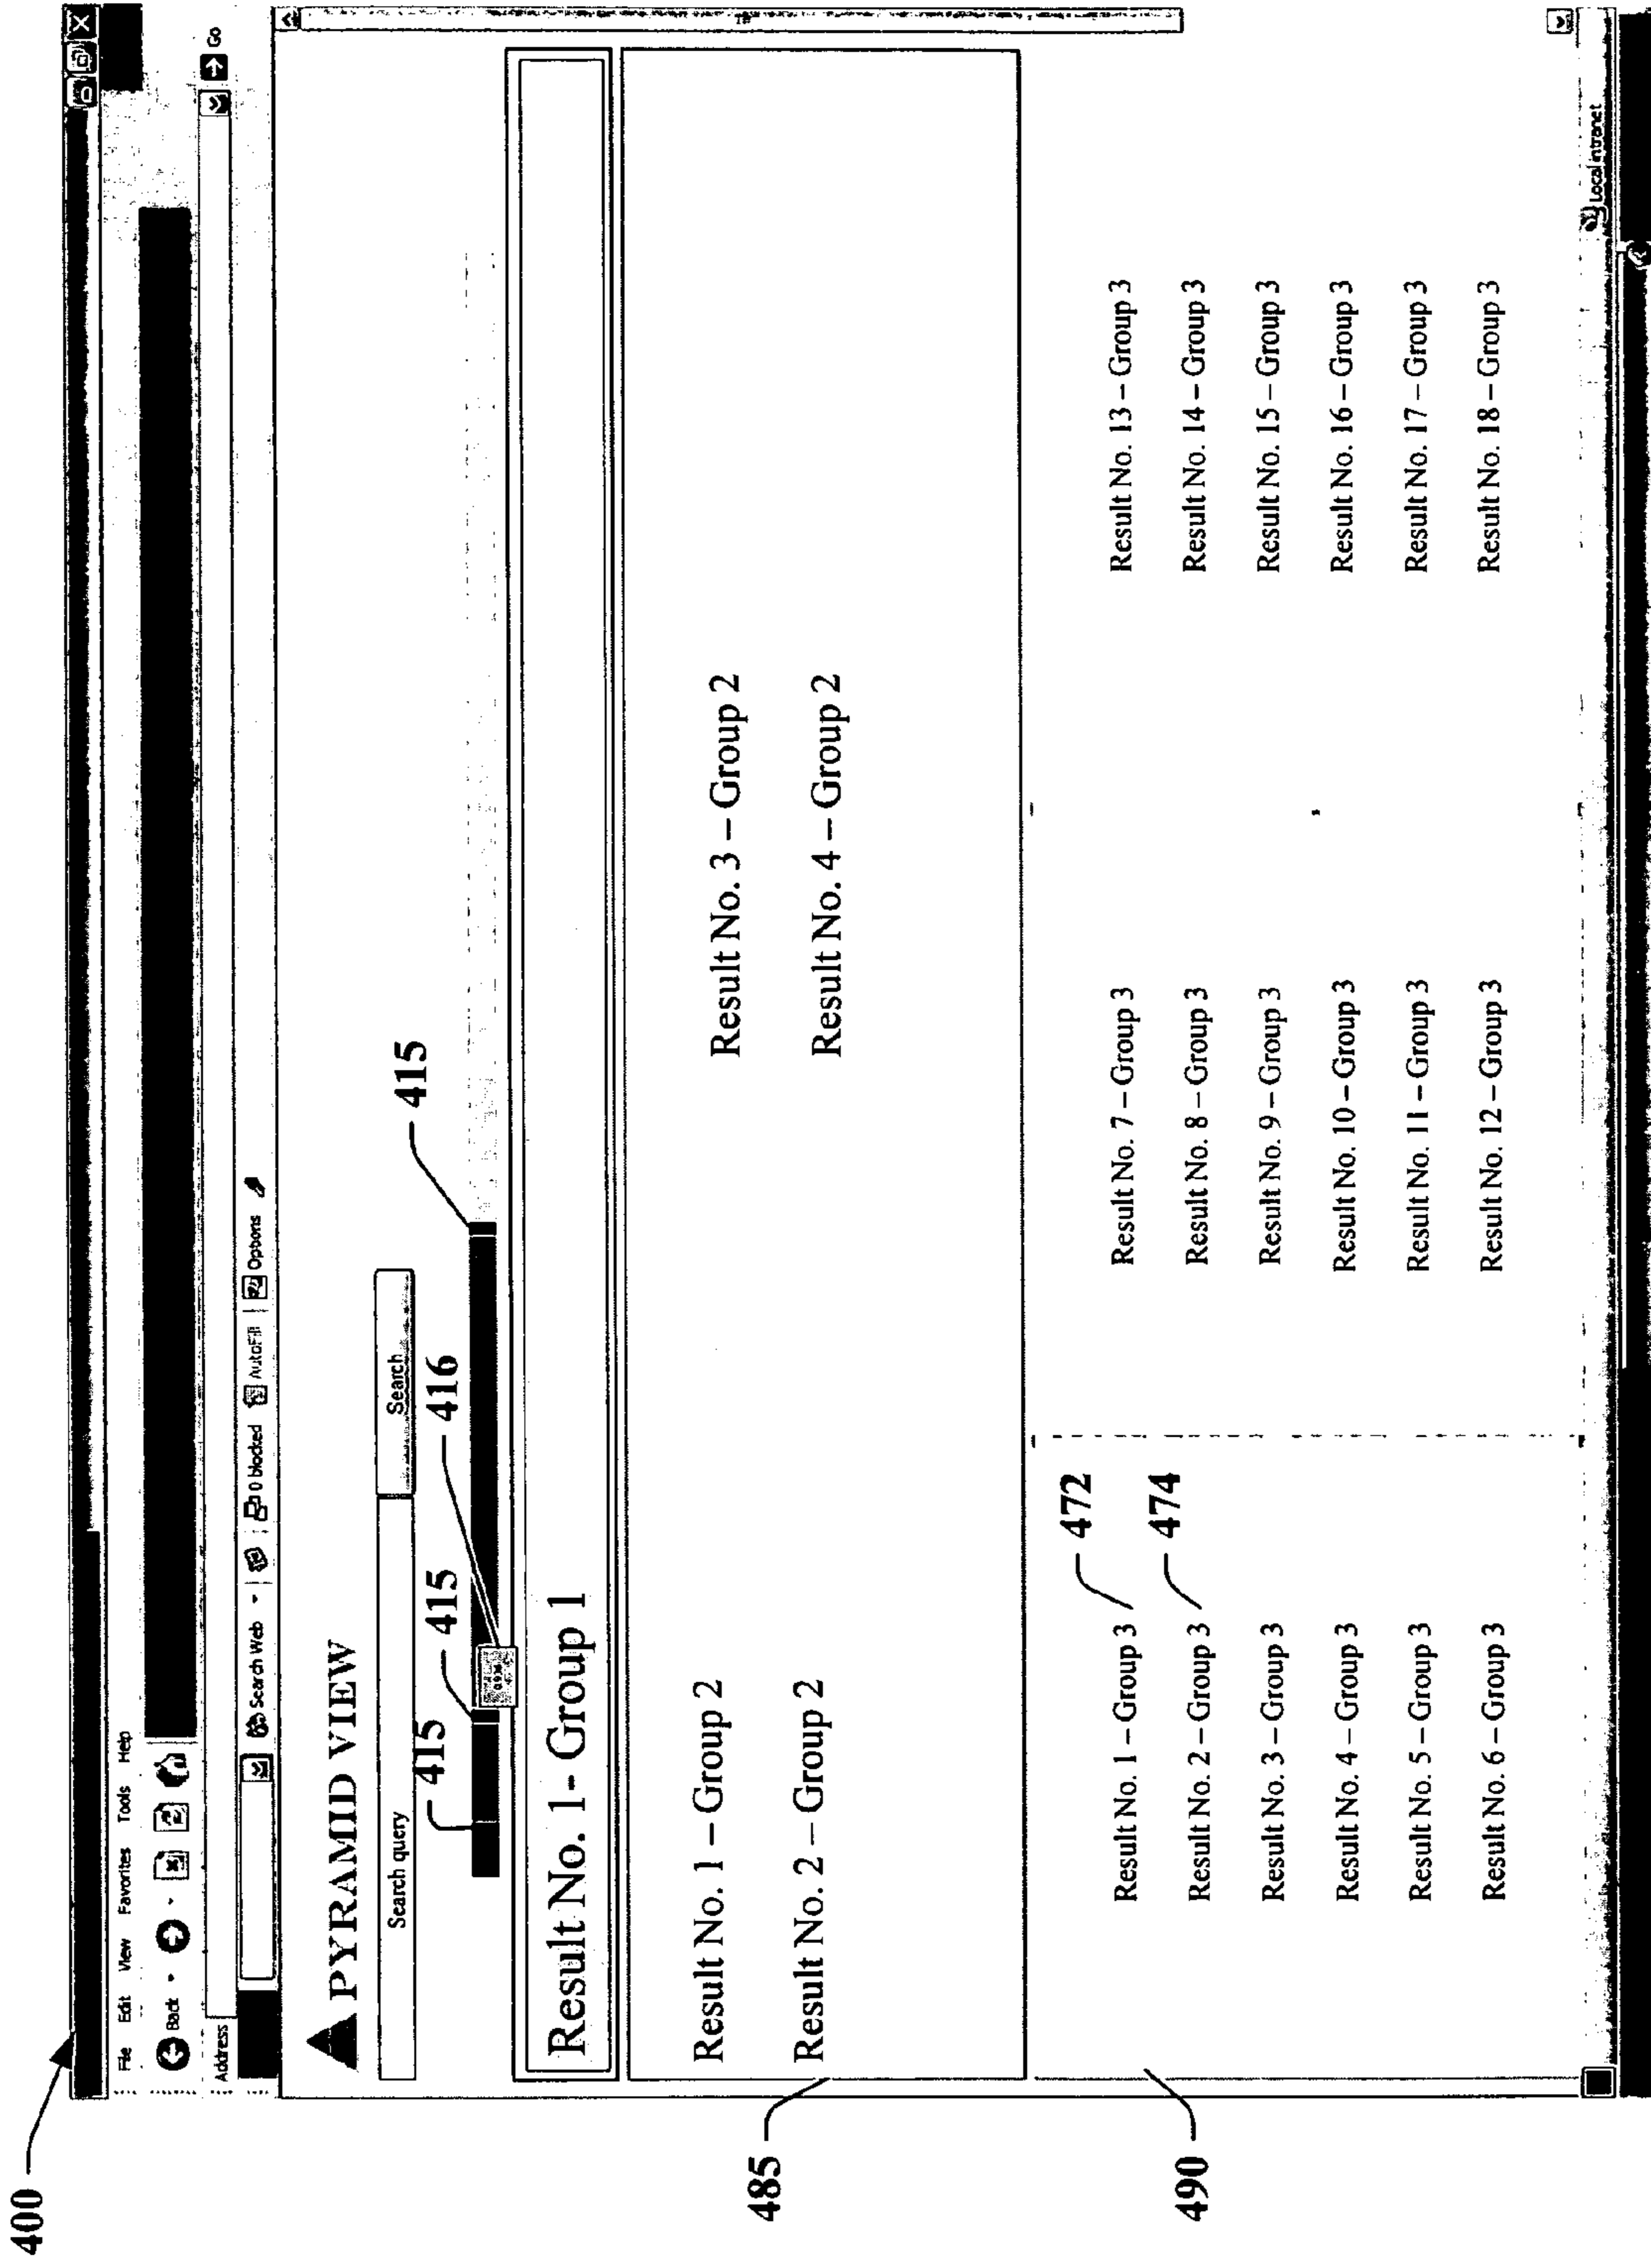 400
File Edit View Favorites Tools Help
Back
Address
Go
Search Web
0 blocked
AutoFill
Options
PYRAMID VIEW
Search query
Search
415
415
416
415
Result No. 1- Group 1
485
Result No. 1 – Group 2
Result No. 3 – Group 2
Result No. 2 – Group 2
Result No. 4 – Group 2
490
472
474
Result No. 1 – Group 3
Result No. 7 – Group 3
Result No. 13 – Group 3
Result No. 2 – Group 3
Result No. 8 – Group 3
Result No. 14 – Group 3
Result No. 3 – Group 3
Result No. 9 – Group 3
Result No. 15 – Group 3
Result No. 4 – Group 3
Result No. 10 – Group 3
Result No. 16 – Group 3
Result No. 5 – Group 3
Result No. 11 – Group 3
Result No. 17 – Group 3
Result No. 6 – Group 3
Result No. 12 – Group 3
Result No. 18 – Group 3
Local intranet